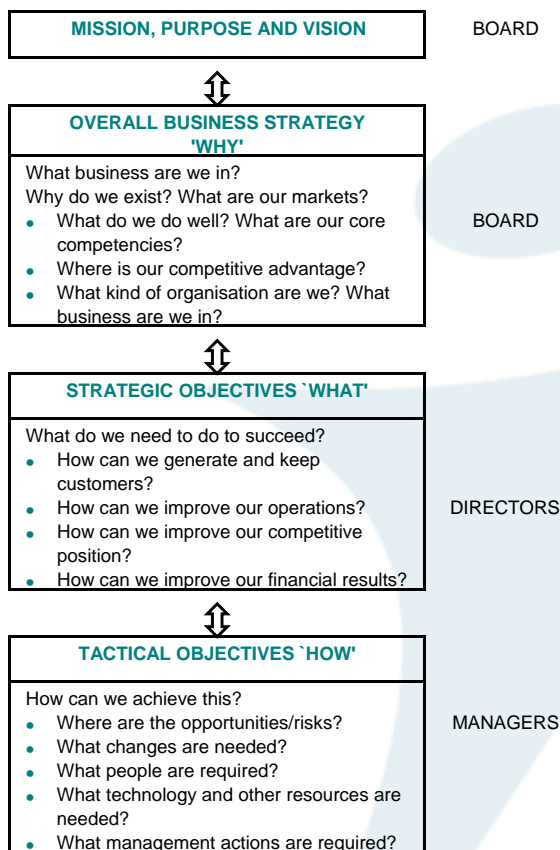 MISSION, PURPOSE AND VISION
BOARD
OVERALL BUSINESS STRATEGY
'WHY'
What business are we in?
Why do we exist? What are our markets?
● What do we do well? What are our core
competencies?
● Where is our competitive advantage?
● What kind of organisation are we? What
business are we in?
BOARD
STRATEGIC OBJECTIVES `WHAT'
What do we need to do to succeed?
● How can we generate and keep
customers?
● How can we improve our operations?
● How can we improve our competitive
position?
● How can we improve our financial results?
DIRECTORS
TACTICAL OBJECTIVES `HOW'
How can we achieve this?
● Where are the opportunities/risks?
● What changes are needed?
● What people are required?
● What technology and other resources are
needed?
● What management actions are required?
MANAGERS